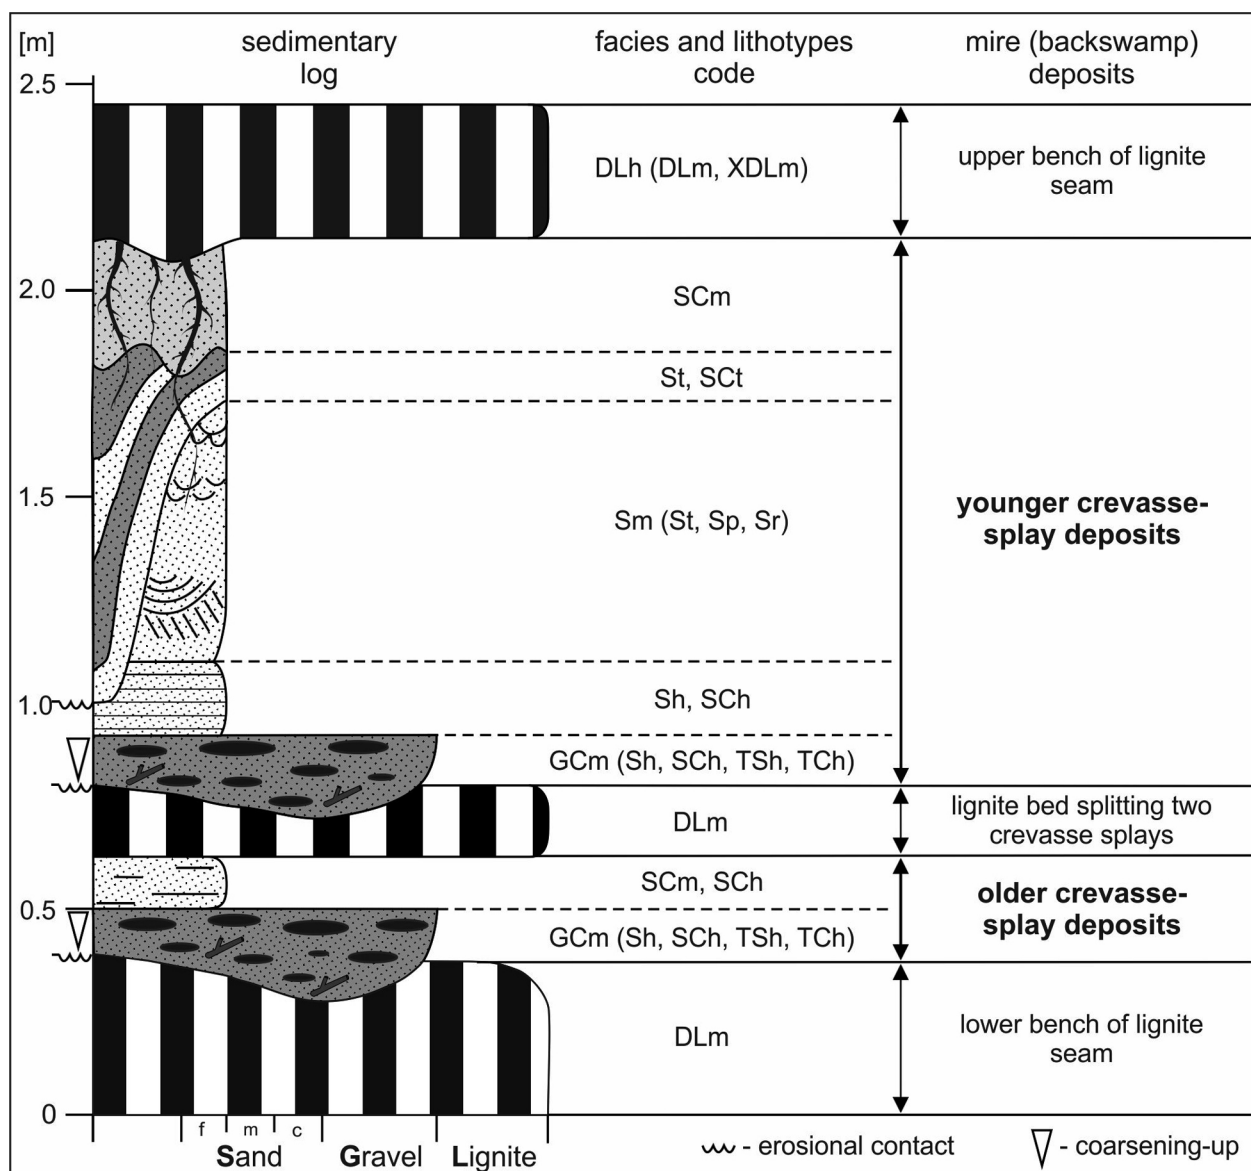 [m]
sedimentary
log
facies and lithotypes
code
mire (backswamp)
deposits
2.5
DLh (DLm, XDLm)
upper bench of lignite
seam
2.0
SCm
St, SCt
1.5
Sm (St, Sp, Sr)
younger crevasse-
splay deposits
1.0
Sh, SCh
GCm (Sh, SCh, TSh, TCh)
DLm
lignite bed splitting two
crevasse splays
SCm, SCh
older crevasse-
splay deposits
0.5
GCm (Sh, SCh, TSh, TCh)
DLm
lower bench of lignite
seam
0
f m c
Sand Gravel Lignite
- erosional contact
- coarsening-up